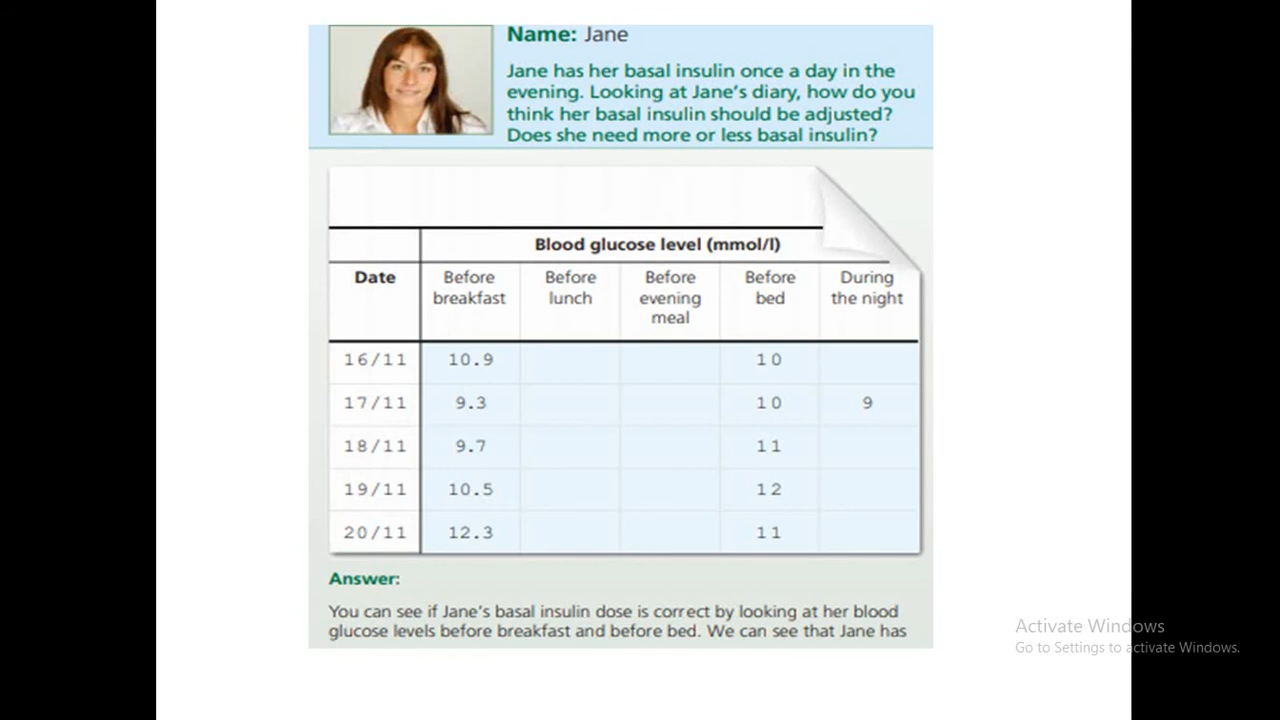 Name: Jane
Jane has her basal insulin once a day in the
evening. Looking at Jane's diary, how do you
think her basal insulin should be adjusted?
Does she need more or less basal insulin?
Blood glucose level (mmol/l)
Date Before breakfast Before lunch Before evening meal Before bed During the night
16/11 10.9 10
17/11 9.3 10 9
18/11 9.7 11
19/11 10.5 12
20/11 12.3 11
Answer:
You can see if Jane's basal insulin dose is correct by looking at her blood
glucose levels before breakfast and before bed. We can see that Jane has
Activate Windows
Go to Settings to activate Windows.